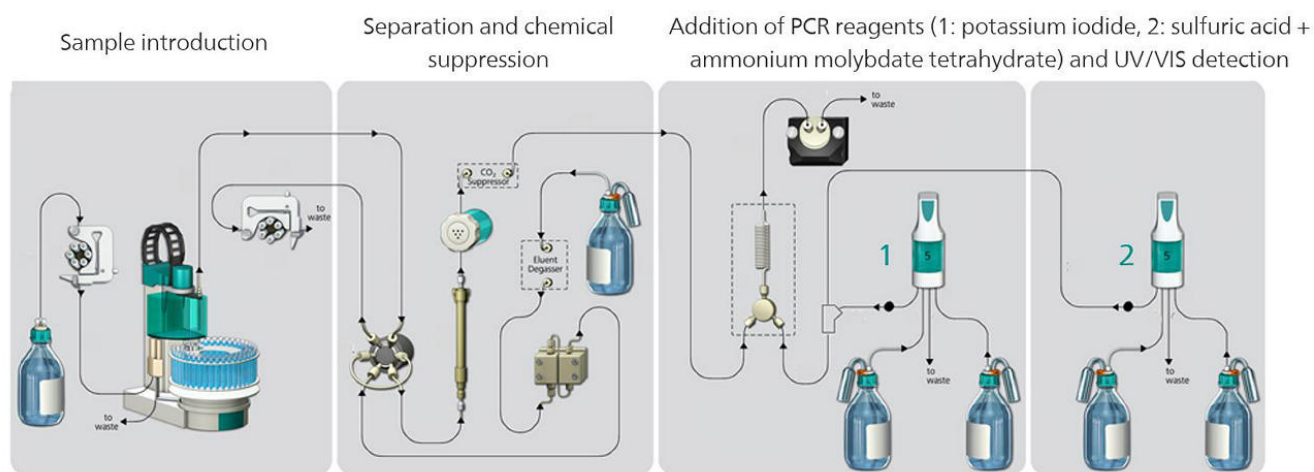 Sample introduction
Separation and chemical
suppression
Addition of PCR reagents (1: potassium iodide, 2: sulfuric acid +
ammonium molybdate tetrahydrate) and UV/VIS detection
to
waste
to
waste
CO₂
Suppressor
Eluent
Degasser
to
waste
1
5
to
waste
2
5
to
waste